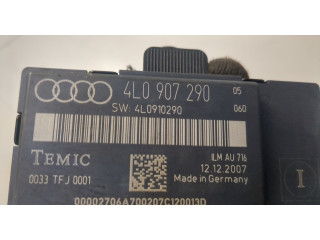 4L0 907 290 05
SW: 4L0910290 060
TEMIC ILM AU 716
12.12.2007
0033 TFJ 0001 Made in Germany
00002706A700207C120013D
I